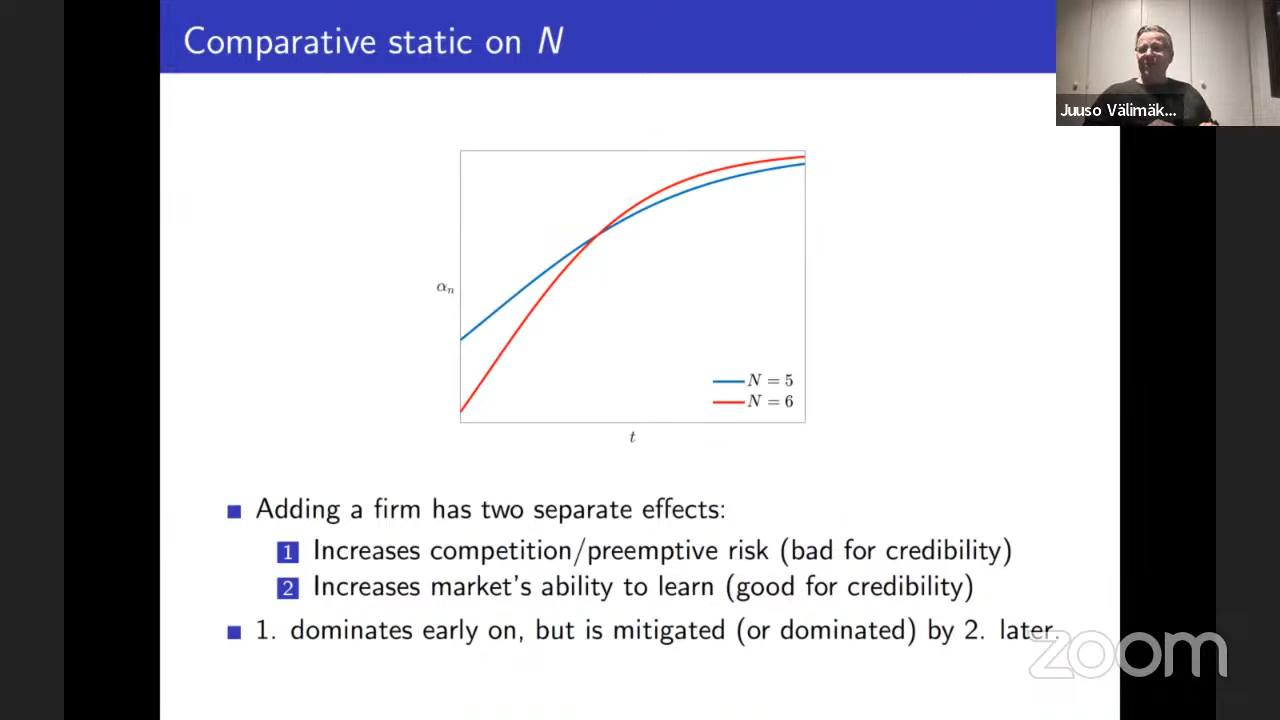 Comparative static on N
Juuso Välimäk...
αₙ
N = 5
N = 6
t
Adding a firm has two separate effects:
1 Increases competition/preemptive risk (bad for credibility)
2 Increases market's ability to learn (good for credibility)
1. dominates early on, but is mitigated (or dominated) by 2. later.
zoom